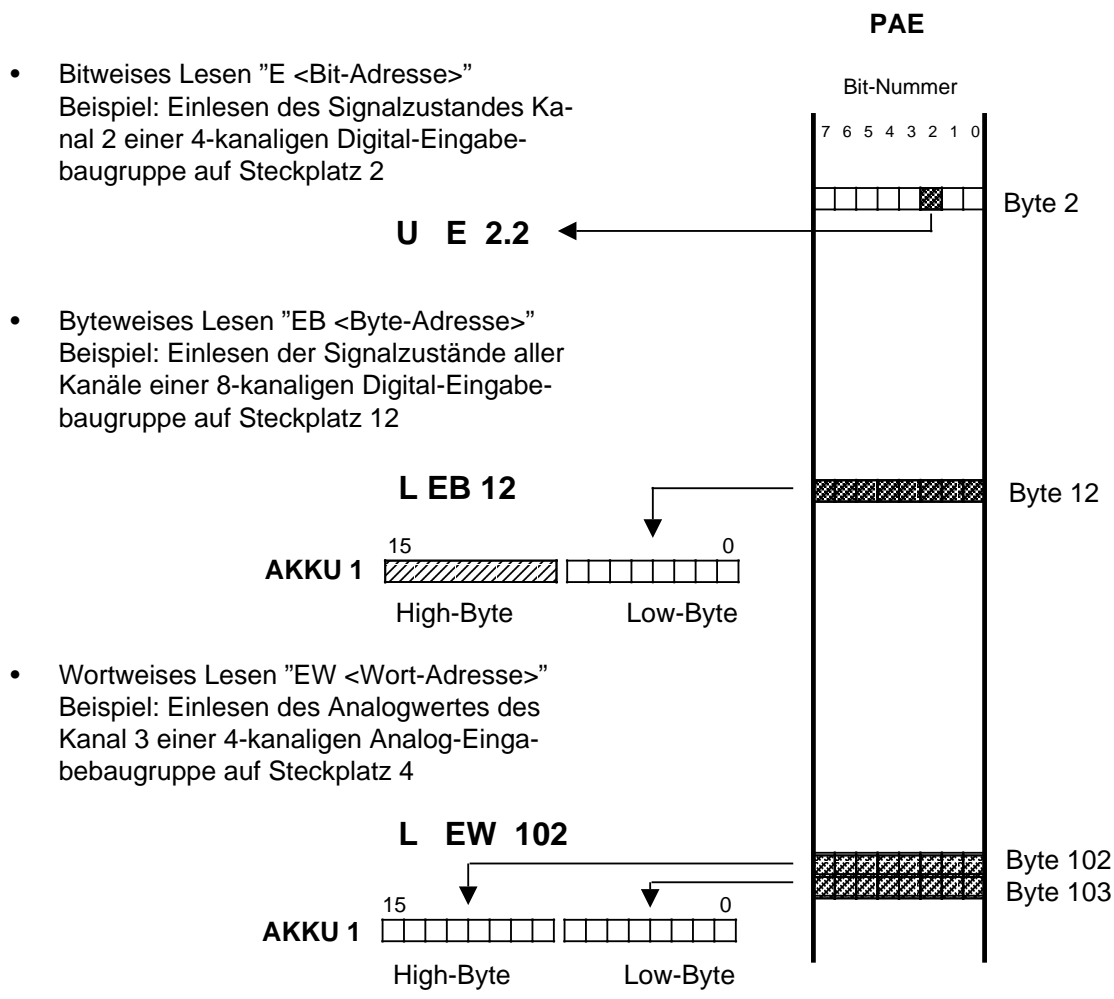 PAE
• Bitweises Lesen "E <Bit-Adresse>"
Beispiel: Einlesen des Signalzustandes Ka-
nal 2 einer 4-kanaligen Digital-Eingabe-
baugruppe auf Steckplatz 2
Bit-Nummer
7 6 5 4 3 2 1 0
Byte 2
U E 2.2
• Byteweises Lesen "EB <Byte-Adresse>"
Beispiel: Einlesen der Signalzustände aller
Kanäle einer 8-kanaligen Digital-Eingabe-
baugruppe auf Steckplatz 12
L EB 12
Byte 12
15 0
AKKU 1
High-Byte Low-Byte
• Wortweises Lesen "EW <Wort-Adresse>"
Beispiel: Einlesen des Analogwertes des
Kanal 3 einer 4-kanaligen Analog-Einga-
bebaugruppe auf Steckplatz 4
L EW 102
Byte 102
Byte 103
15 0
AKKU 1
High-Byte Low-Byte